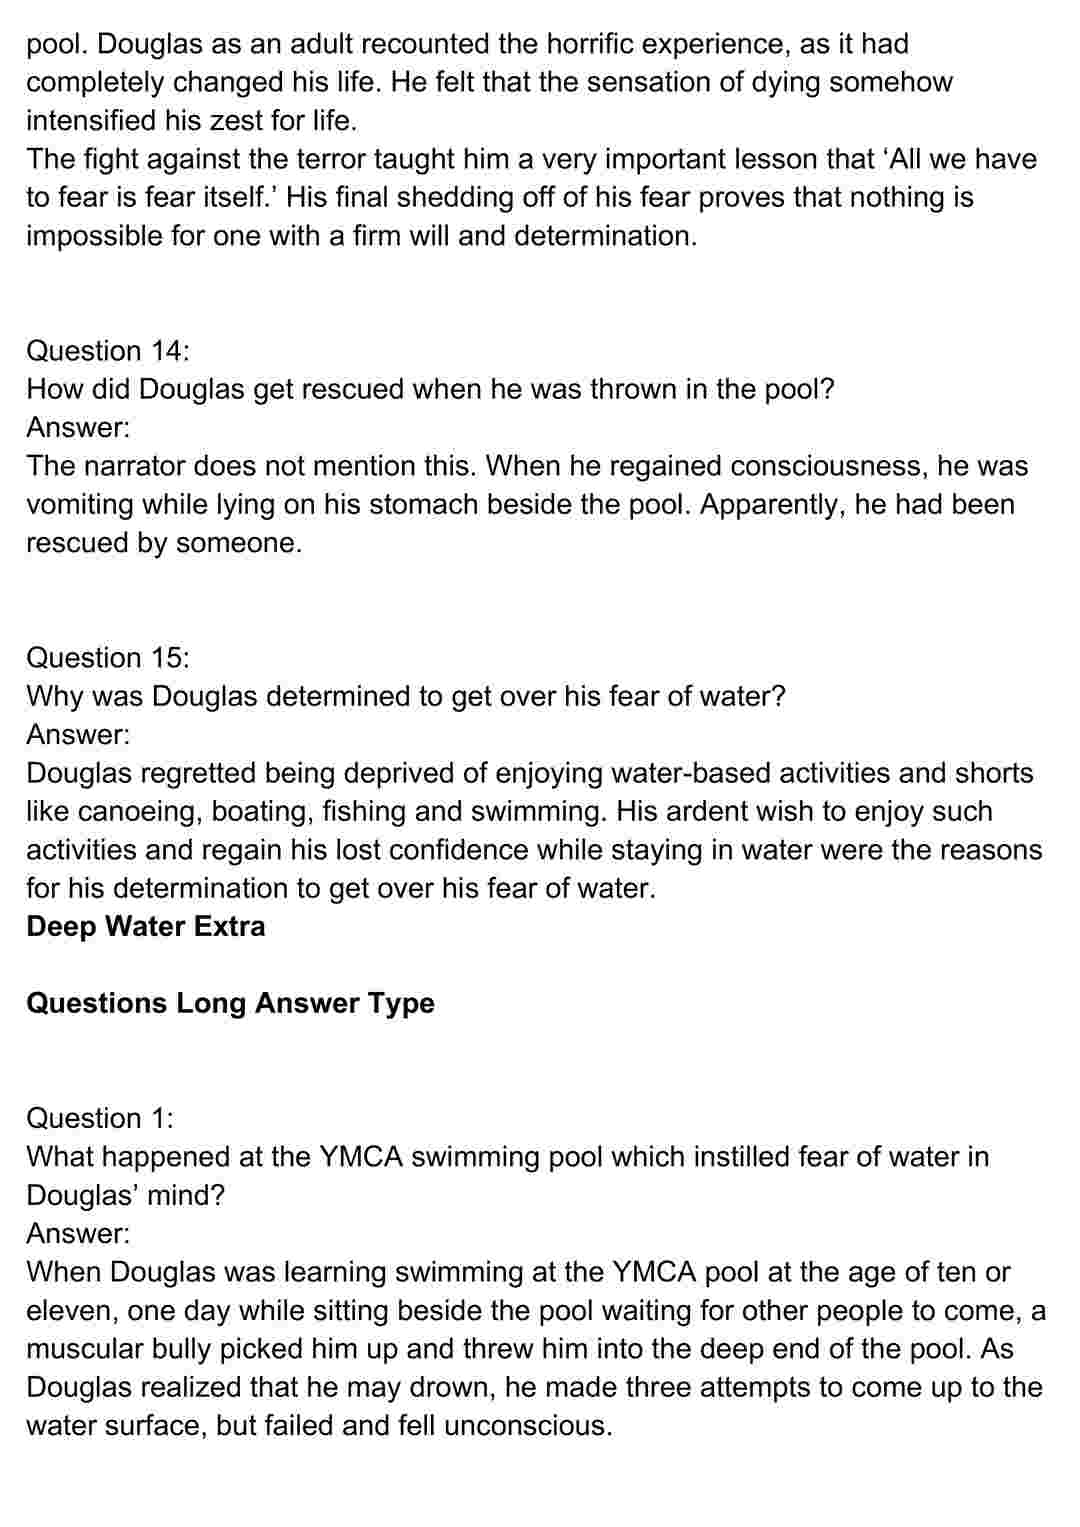 pool. Douglas as an adult recounted the horrific experience, as it had
completely changed his life. He felt that the sensation of dying somehow
intensified his zest for life.
The fight against the terror taught him a very important lesson that ‘All we have
to fear is fear itself.’ His final shedding off of his fear proves that nothing is
impossible for one with a firm will and determination.
Question 14:
How did Douglas get rescued when he was thrown in the pool?
Answer:
The narrator does not mention this. When he regained consciousness, he was
vomiting while lying on his stomach beside the pool. Apparently, he had been
rescued by someone.
Question 15:
Why was Douglas determined to get over his fear of water?
Answer:
Douglas regretted being deprived of enjoying water-based activities and shorts
like canoeing, boating, fishing and swimming. His ardent wish to enjoy such
activities and regain his lost confidence while staying in water were the reasons
for his determination to get over his fear of water.
Deep Water Extra
Questions Long Answer Type
Question 1:
What happened at the YMCA swimming pool which instilled fear of water in
Douglas’ mind?
Answer:
When Douglas was learning swimming at the YMCA pool at the age of ten or
eleven, one day while sitting beside the pool waiting for other people to come, a
muscular bully picked him up and threw him into the deep end of the pool. As
Douglas realized that he may drown, he made three attempts to come up to the
water surface, but failed and fell unconscious.